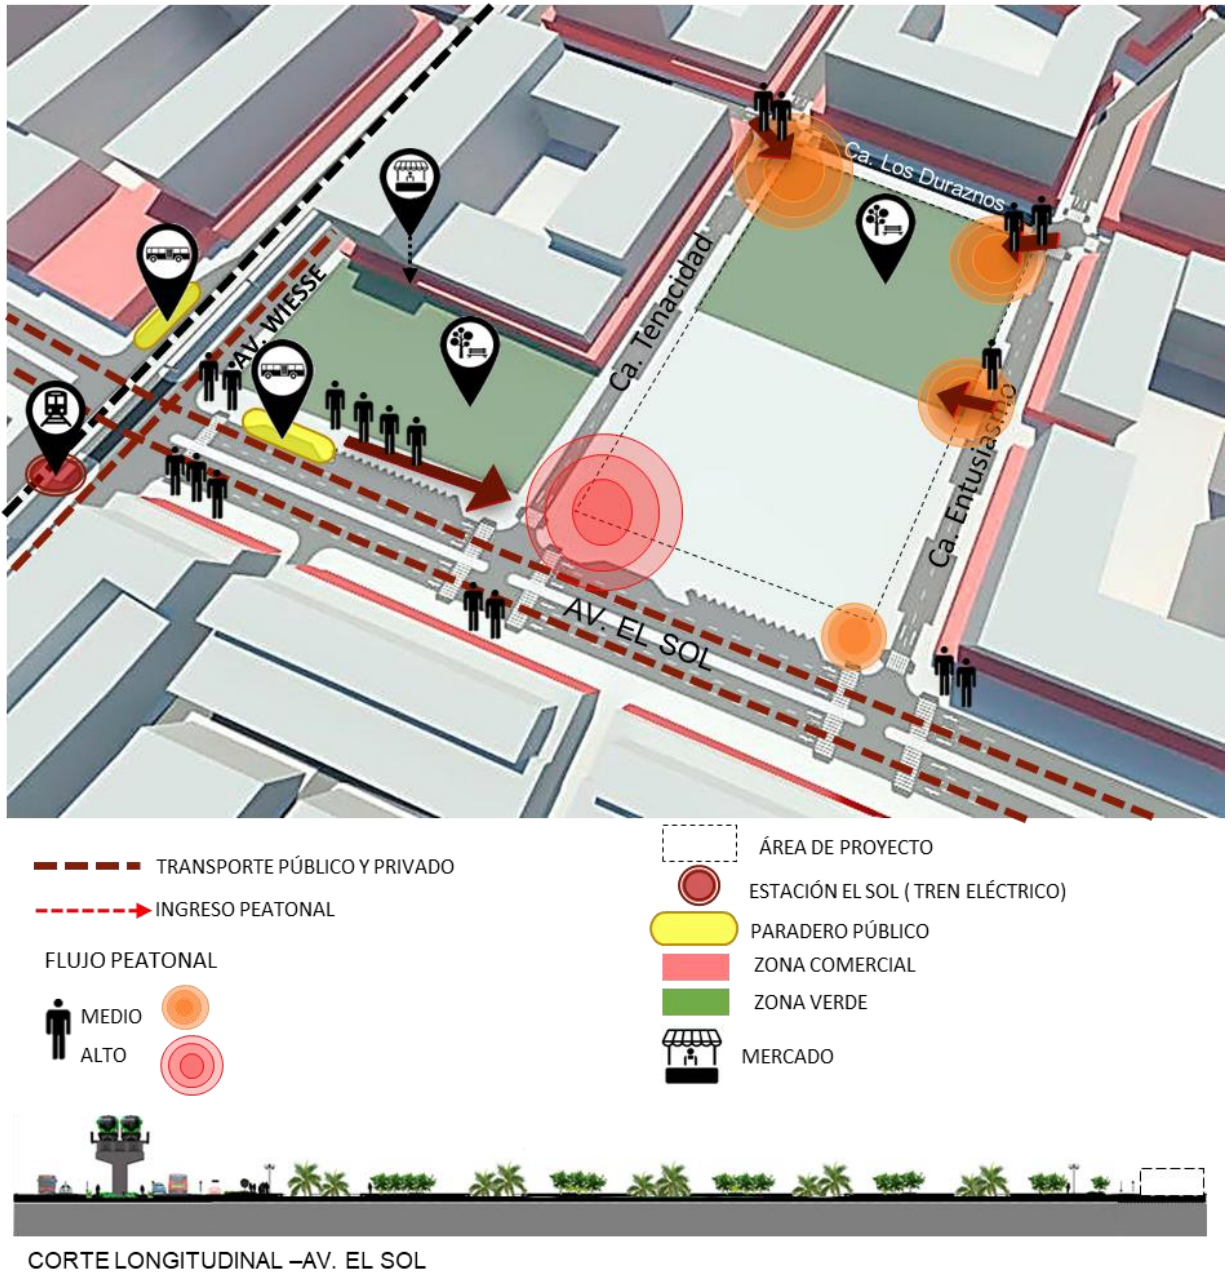 Ca. Los Duraznos
Ca. Tenacidad
AV. WIESSE
Ca. Entusiasmo
AV. EL SOL
TRANSPORTE PÚBLICO Y PRIVADO
INGRESO PEATONAL
FLUJO PEATONAL
MEDIO
ALTO
ÁREA DE PROYECTO
ESTACIÓN EL SOL ( TREN ELÉCTRICO)
PARADERO PÚBLICO
ZONA COMERCIAL
ZONA VERDE
MERCADO
CORTE LONGITUDINAL –AV. EL SOL